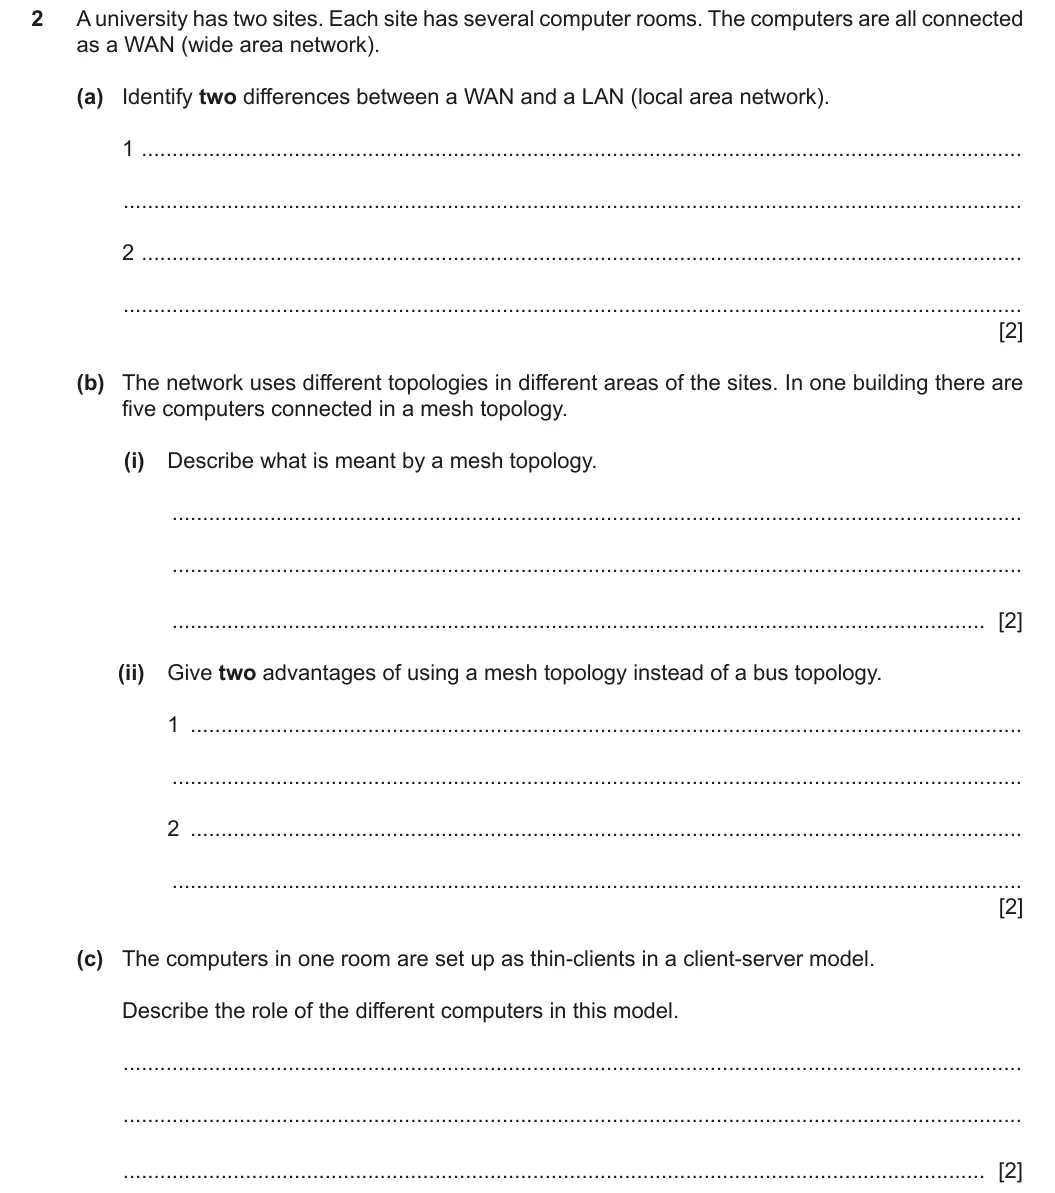 2 A university has two sites. Each site has several computer rooms. The computers are all connected
as a WAN (wide area network).
(a) Identify two differences between a WAN and a LAN (local area network).
1 ................................................................
................................................................
2 ................................................................
................................................................
[2]
(b) The network uses different topologies in different areas of the sites. In one building there are
five computers connected in a mesh topology.
(i) Describe what is meant by a mesh topology.
................................................................
................................................................
................................................................ [2]
(ii) Give two advantages of using a mesh topology instead of a bus topology.
1 ................................................................
................................................................
2 ................................................................
................................................................
[2]
(c) The computers in one room are set up as thin-clients in a client-server model.
Describe the role of the different computers in this model.
................................................................
................................................................
................................................................ [2]